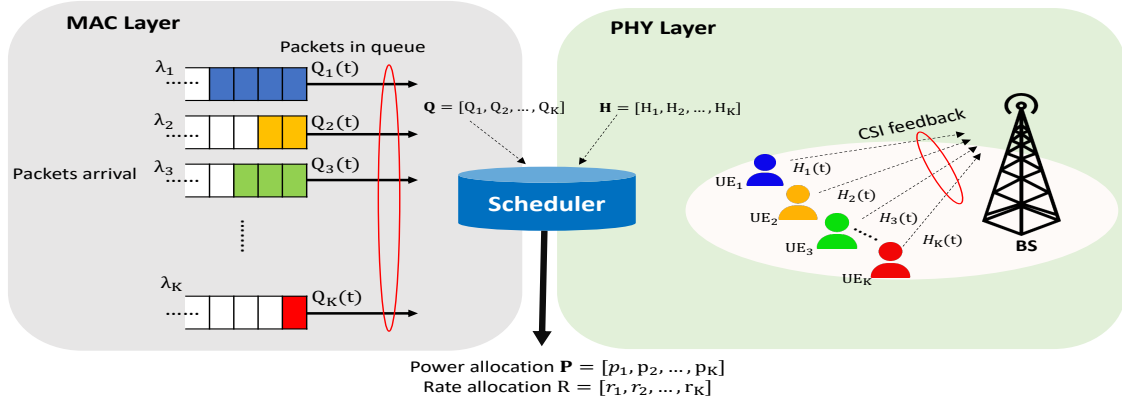 MAC Layer
Packets in queue
λ₁
......
Q₁(t)
λ₂
......
Q₂(t)
Packets arrival
λ₃
......
Q₃(t)
......
λK
......
QK(t)
Q = [Q₁, Q₂, ... , QK]
H = [H₁, H₂, ... , HK]
Scheduler
PHY Layer
CSI feedback
UE₁
H₁(t)
UE₂
H₂(t)
UE₃
H₃(t)
.....
UEK
HK(t)
BS
Power allocation P = [p₁, p₂, ... , pK]
Rate allocation R = [r₁, r₂, ... , rK]